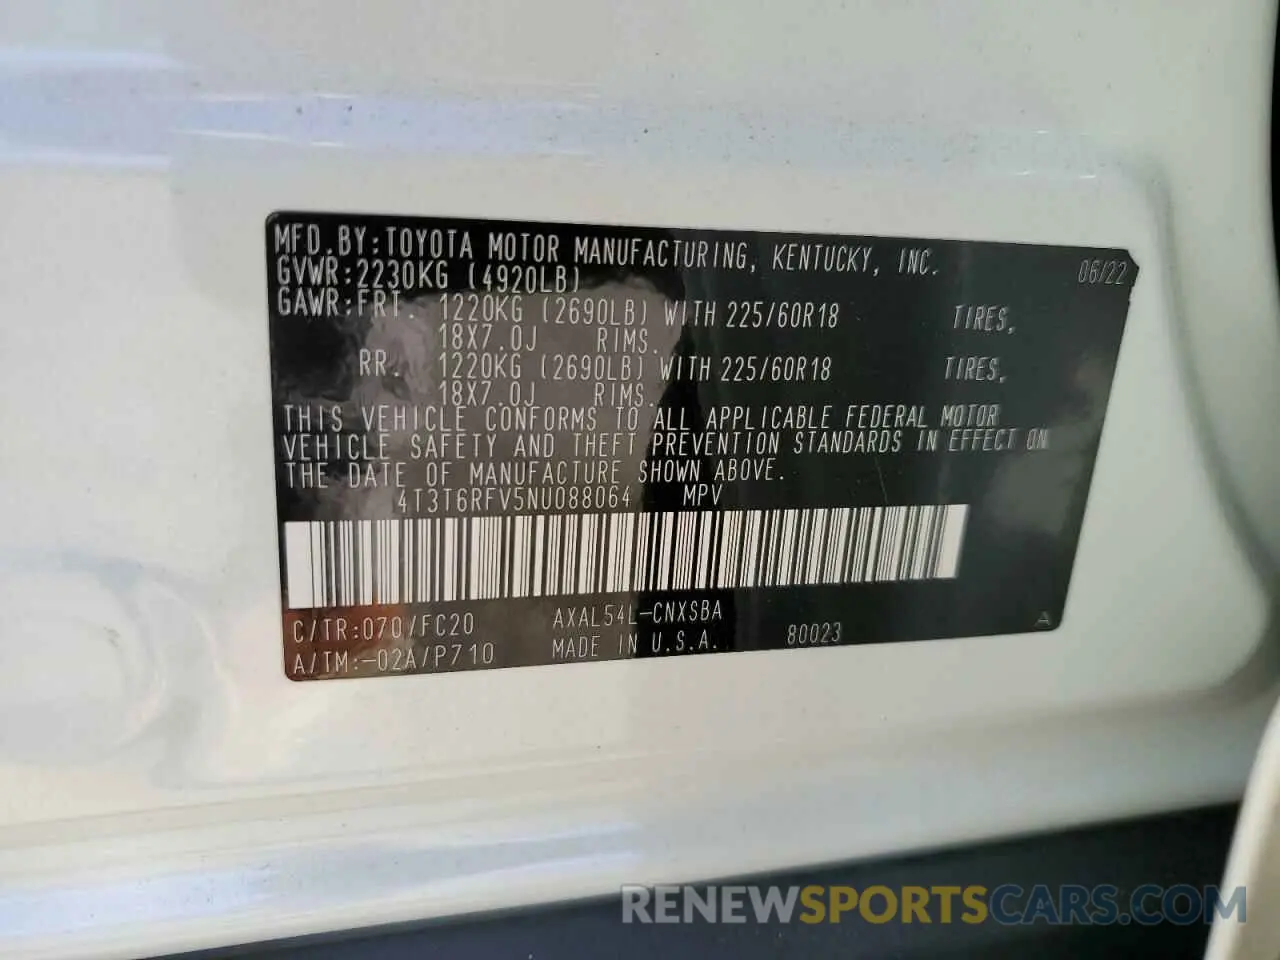 MFD.BY:TOYOTA MOTOR MANUFACTURING, KENTUCKY, INC. 06/22
GVWR:2230KG (4920LB)
GAWR:FRT. 1220KG (2690LB) WITH 225/60R18 TIRES,
18X7.0J RIMS.
RR. 1220KG (2690LB) WITH 225/60R18 TIRES,
18X7.0J RIMS.
THIS VEHICLE CONFORMS TO ALL APPLICABLE FEDERAL MOTOR
VEHICLE SAFETY AND THEFT PREVENTION STANDARDS IN EFFECT ON
THE DATE OF MANUFACTURE SHOWN ABOVE.
4T3T6RFV5NU088064 MPV
C/TR:070/FC20 AXAL54L-CNXSBA
A/TM:-02A/P710 MADE IN U.S.A. 80023 A
RENEWSPORTSCARS.COM